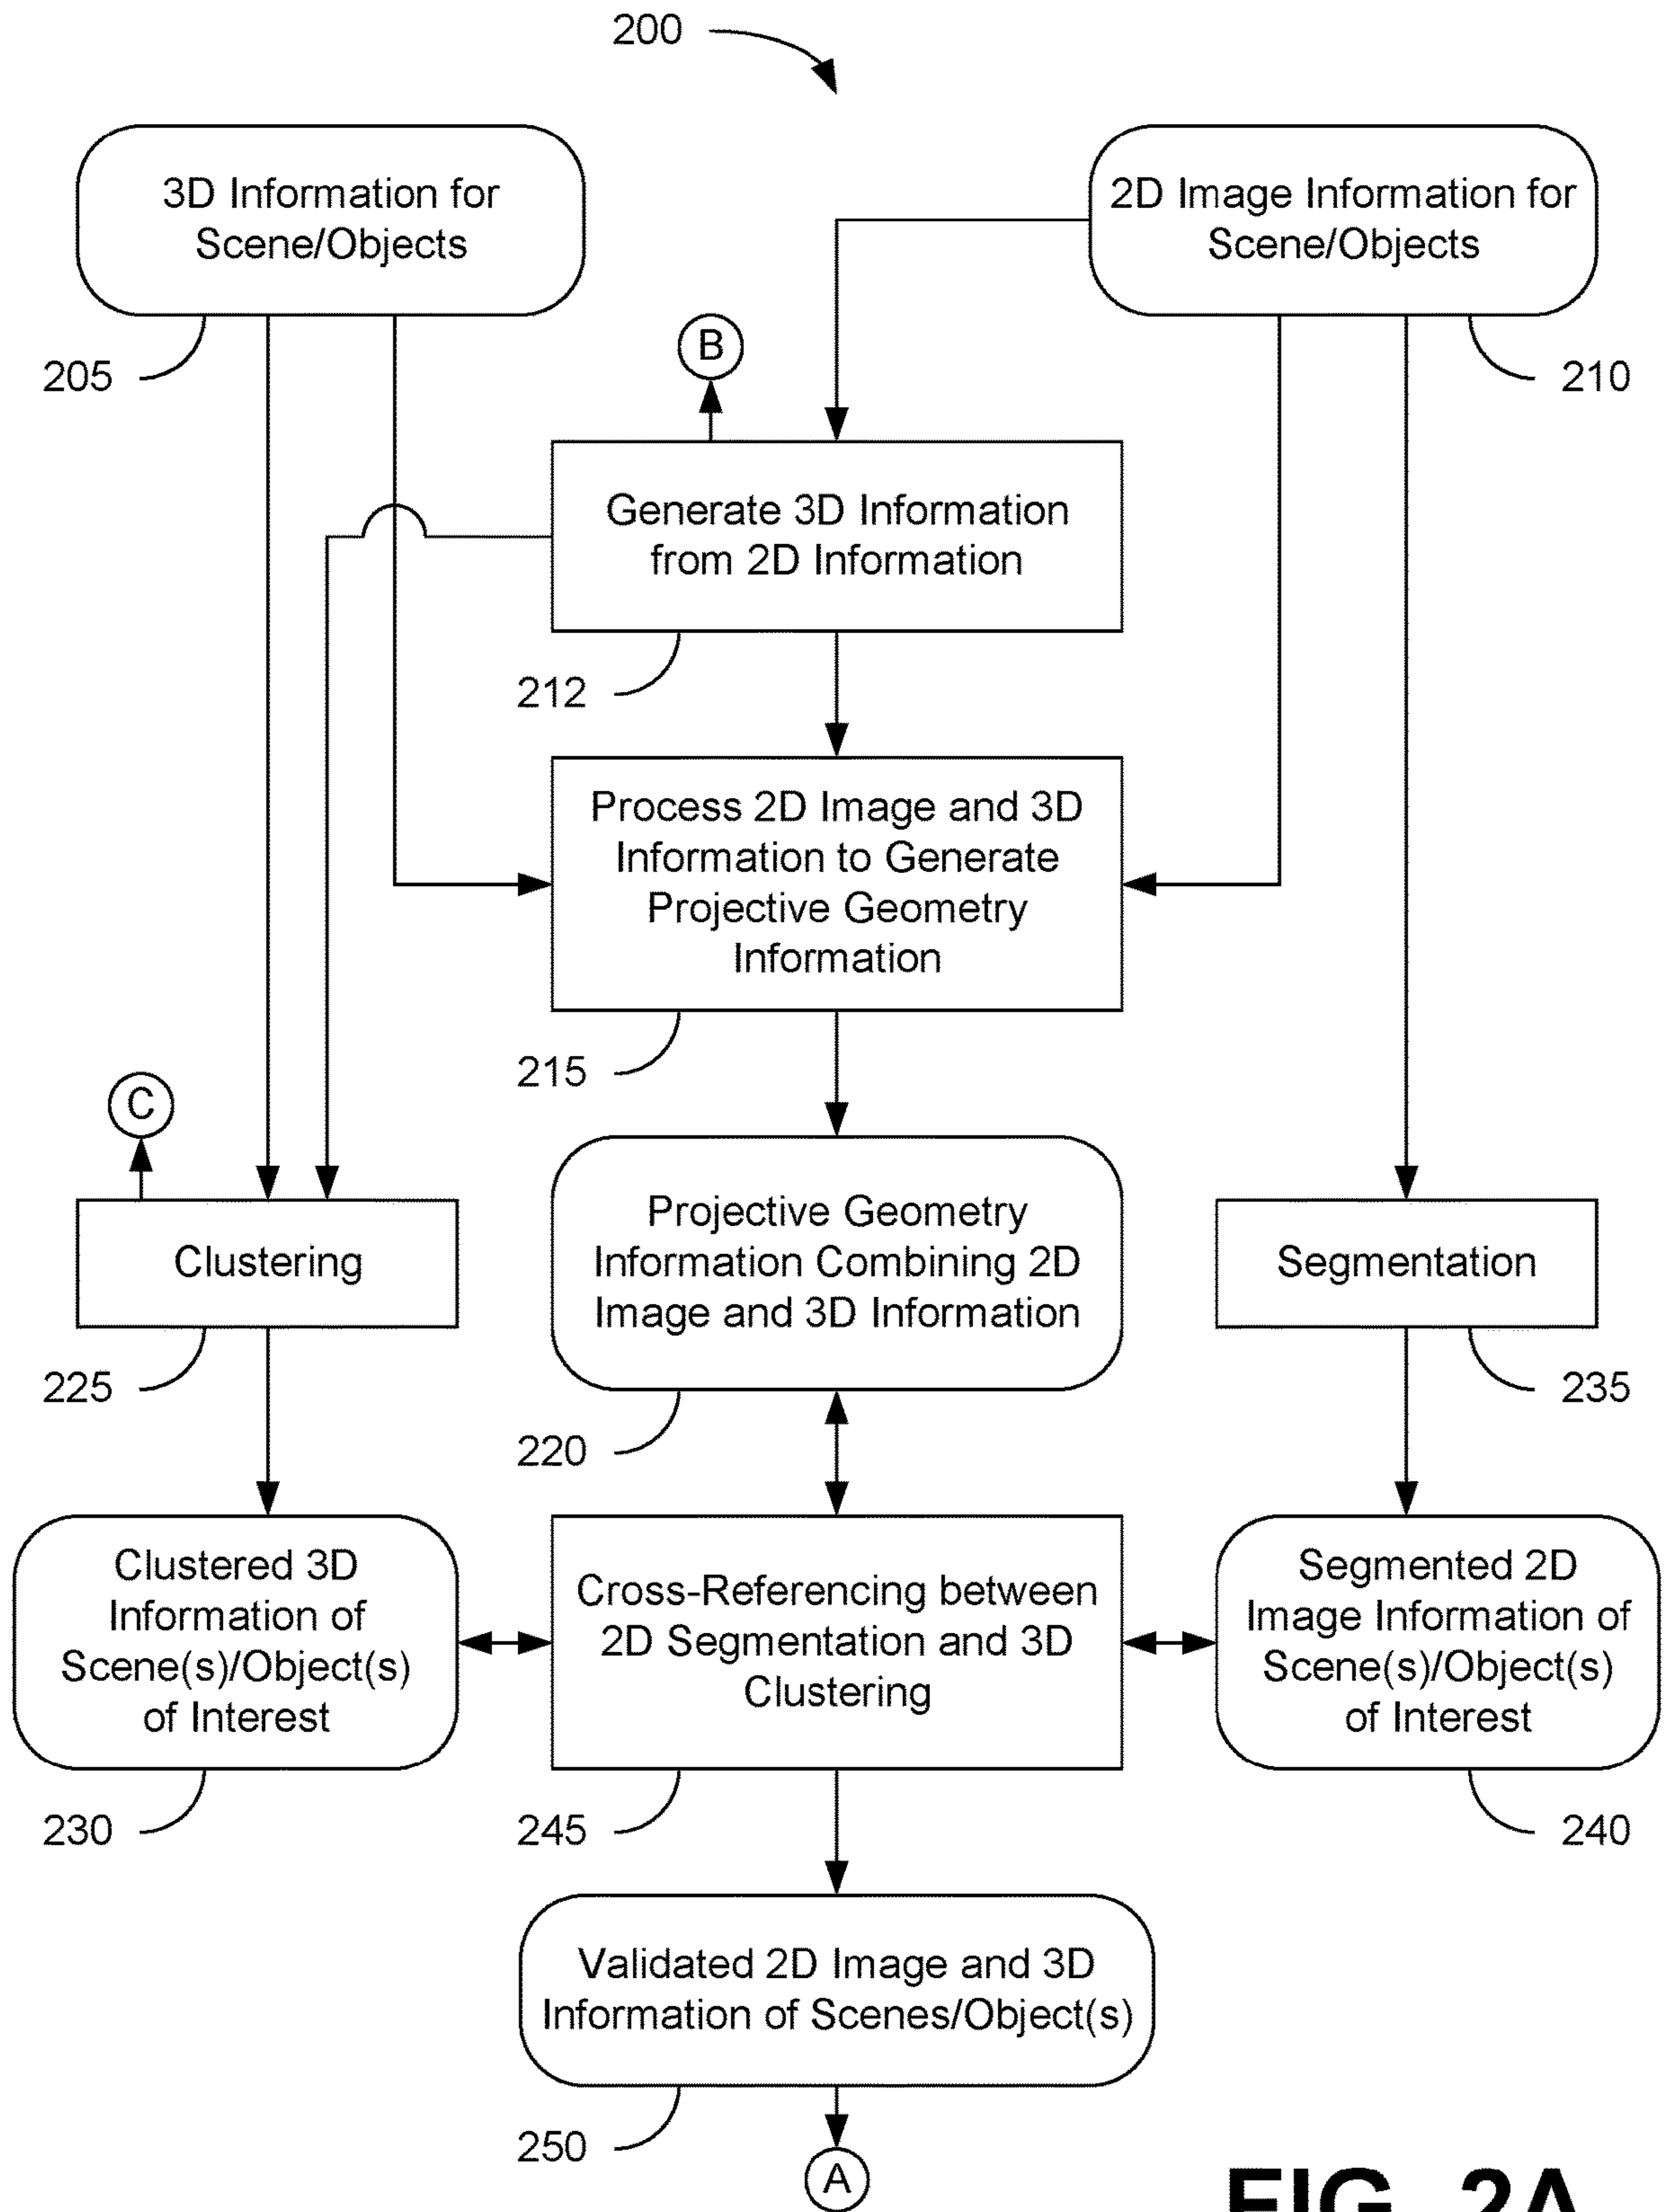 200
3D Information for
Scene/Objects
2D Image Information for
Scene/Objects
205
B
210
Generate 3D Information
from 2D Information
212
Process 2D Image and 3D
Information to Generate
Projective Geometry
Information
215
C
Clustering
Projective Geometry
Information Combining 2D
Image and 3D Information
Segmentation
225
220
235
Clustered 3D
Information of
Scene(s)/Object(s)
of Interest
Cross-Referencing between
2D Segmentation and 3D
Clustering
Segmented 2D
Image Information of
Scene(s)/Object(s)
of Interest
230
245
240
Validated 2D Image and 3D
Information of Scenes/Object(s)
250
A
FIG. 2A